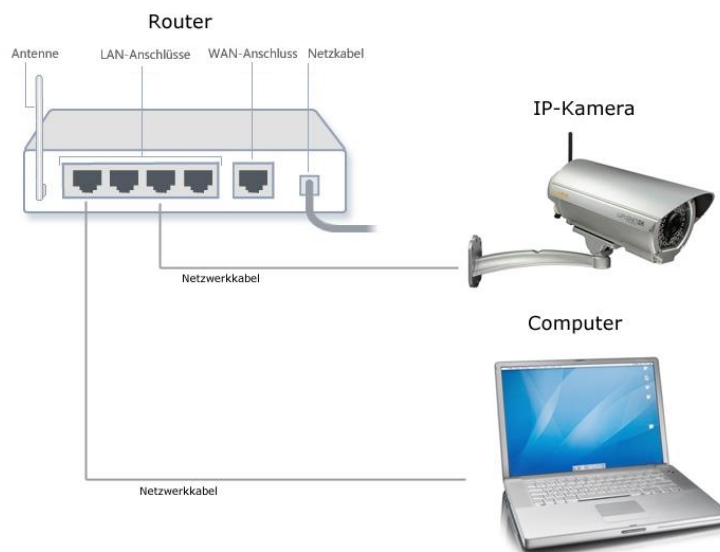 Router
Antenne
LAN-Anschlüsse
WAN-Anschluss
Netzkabel
IP-Kamera
Netzwerkkabel
Computer
Netzwerkkabel